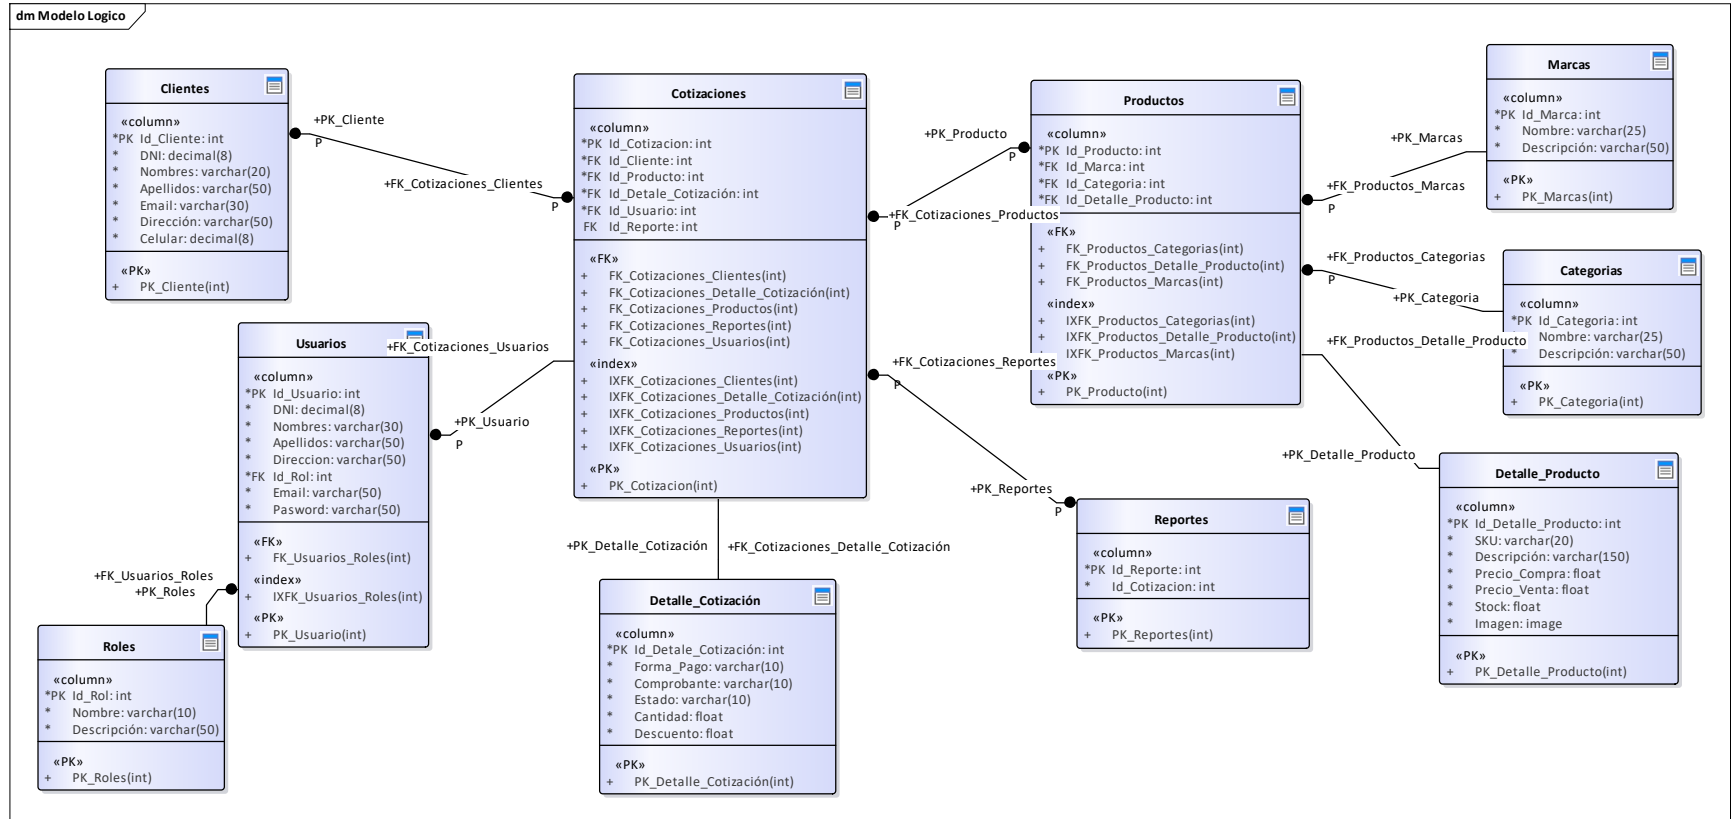 dm Modelo Logico
Clientes
«column»
*PK Id_Cliente: int
* DNI: decimal(8)
* Nombres: varchar(20)
* Apellidos: varchar(50)
* Email: varchar(30)
* Dirección: varchar(50)
* Celular: decimal(8)
«PK»
+ PK_Cliente(int)
+PK_Cliente
P
+FK_Cotizaciones_Clientes
P
Cotizaciones
«column»
*PK Id_Cotizacion: int
*FK Id_Cliente: int
*FK Id_Producto: int
*FK Id_Detale_Cotización: int
*FK Id_Usuario: int
FK Id_Reporte: int
«FK»
+ FK_Cotizaciones_Clientes(int)
+ FK_Cotizaciones_Detalle_Cotización(int)
+ FK_Cotizaciones_Productos(int)
+ FK_Cotizaciones_Reportes(int)
+ FK_Cotizaciones_Usuarios(int)
«index»
+ IXFK_Cotizaciones_Clientes(int)
+ IXFK_Cotizaciones_Detalle_Cotización(int)
+ IXFK_Cotizaciones_Productos(int)
+ IXFK_Cotizaciones_Reportes(int)
+ IXFK_Cotizaciones_Usuarios(int)
«PK»
+ PK_Cotizacion(int)
+PK_Producto
P
+FK_Cotizaciones_Productos
P
Productos
«column»
*PK Id_Producto: int
*FK Id_Marca: int
*FK Id_Categoria: int
*FK Id_Detalle_Producto: int
«FK»
+ FK_Productos_Categorias(int)
+ FK_Productos_Detalle_Producto(int)
+ FK_Productos_Marcas(int)
«index»
+ IXFK_Productos_Categorias(int)
+ IXFK_Productos_Detalle_Producto(int)
+ IXFK_Productos_Marcas(int)
«PK»
+ PK_Producto(int)
+PK_Marcas
+FK_Productos_Marcas
P
Marcas
«column»
*PK Id_Marca: int
* Nombre: varchar(25)
* Descripción: varchar(50)
«PK»
+ PK_Marcas(int)
+FK_Productos_Categorias
P
+PK_Categoria
Categorias
«column»
*PK Id_Categoria: int
* Nombre: varchar(25)
* Descripción: varchar(50)
«PK»
+ PK_Categoria(int)
+FK_Productos_Detalle_Producto
+PK_Detalle_Producto
Detalle_Producto
«column»
*PK Id_Detalle_Producto: int
* SKU: varchar(20)
* Descripción: varchar(150)
* Precio_Compra: float
* Precio_Venta: float
* Stock: float
* Imagen: image
«PK»
+ PK_Detalle_Producto(int)
+FK_Cotizaciones_Reportes
P
+PK_Reportes
P
Reportes
«column»
*PK Id_Reporte: int
* Id_Cotizacion: int
«PK»
+ PK_Reportes(int)
Usuarios
«column»
*PK Id_Usuario: int
* DNI: decimal(8)
* Nombres: varchar(30)
* Apellidos: varchar(50)
* Direccion: varchar(50)
*FK Id_Rol: int
* Email: varchar(50)
* Pasword: varchar(50)
«FK»
+ FK_Usuarios_Roles(int)
«index»
+ IXFK_Usuarios_Roles(int)
«PK»
+ PK_Usuario(int)
+FK_Cotizaciones_Usuarios
+PK_Usuario
P
+FK_Usuarios_Roles
+PK_Roles
P
Roles
«column»
*PK Id_Rol: int
* Nombre: varchar(10)
* Descripción: varchar(50)
«PK»
+ PK_Roles(int)
+PK_Detalle_Cotización
+FK_Cotizaciones_Detalle_Cotización
Detalle_Cotización
«column»
*PK Id_Detale_Cotización: int
* Forma_Pago: varchar(10)
* Comprobante: varchar(10)
* Estado: varchar(10)
* Cantidad: float
* Descuento: float
«PK»
+ PK_Detalle_Cotización(int)